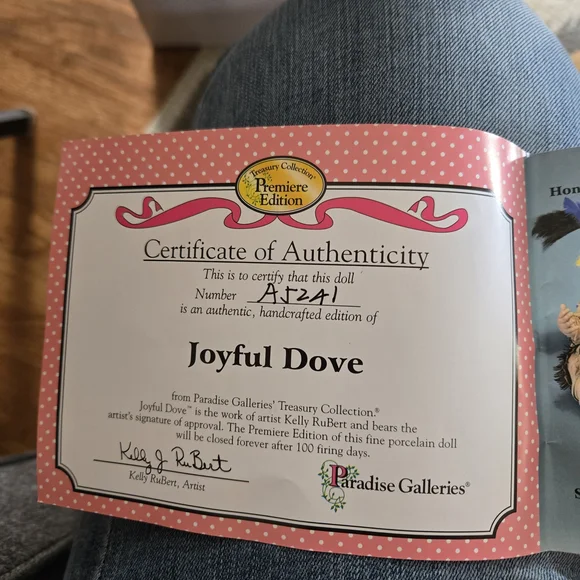 Treasury Collection®
Premiere
Edition
Certificate of Authenticity
This is to certify that this doll
Number A5241
is an authentic, handcrafted edition of
Joyful Dove
from Paradise Galleries' Treasury Collection.®
Joyful Dove™ is the work of artist Kelly RuBert and bears the
artist's signature of approval. The Premiere Edition of this fine porcelain doll
will be closed forever after 100 firing days.
Kelly J RuBert
Kelly RuBert, Artist
Paradise Galleries®